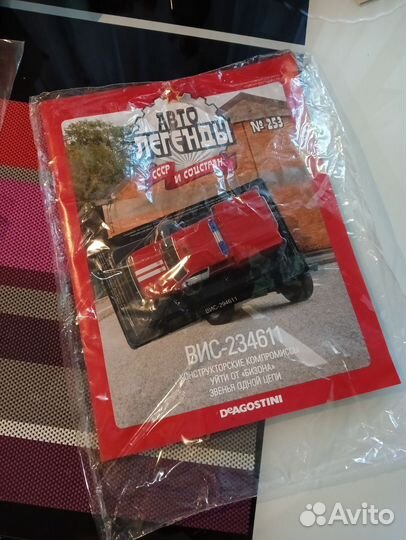 АВТО
ЛЕГЕНДЫ
СССР И СОЦСТРАН
№ 253
ВИС-294611
ВИС-234611
КОНСТРУКТОРСКИЕ КОМПРОМИССЫ
УЙТИ ОТ «БИЗОНА»
ЗВЕНЬЯ ОДНОЙ ЦЕПИ
DeAGOSTINI
Avito